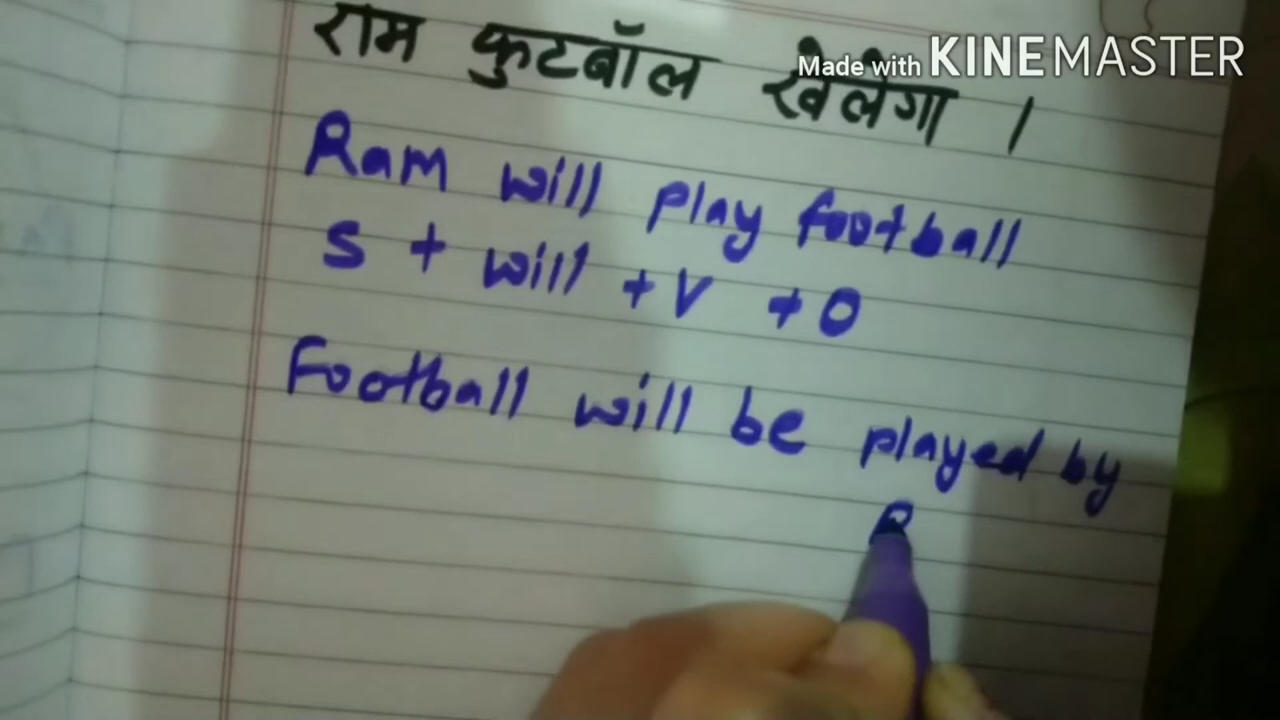 Made with KINEMASTER
राम फुटबॉल खेलेगा ।
Ram will play football
S + will + V + O
Football will be played by
R